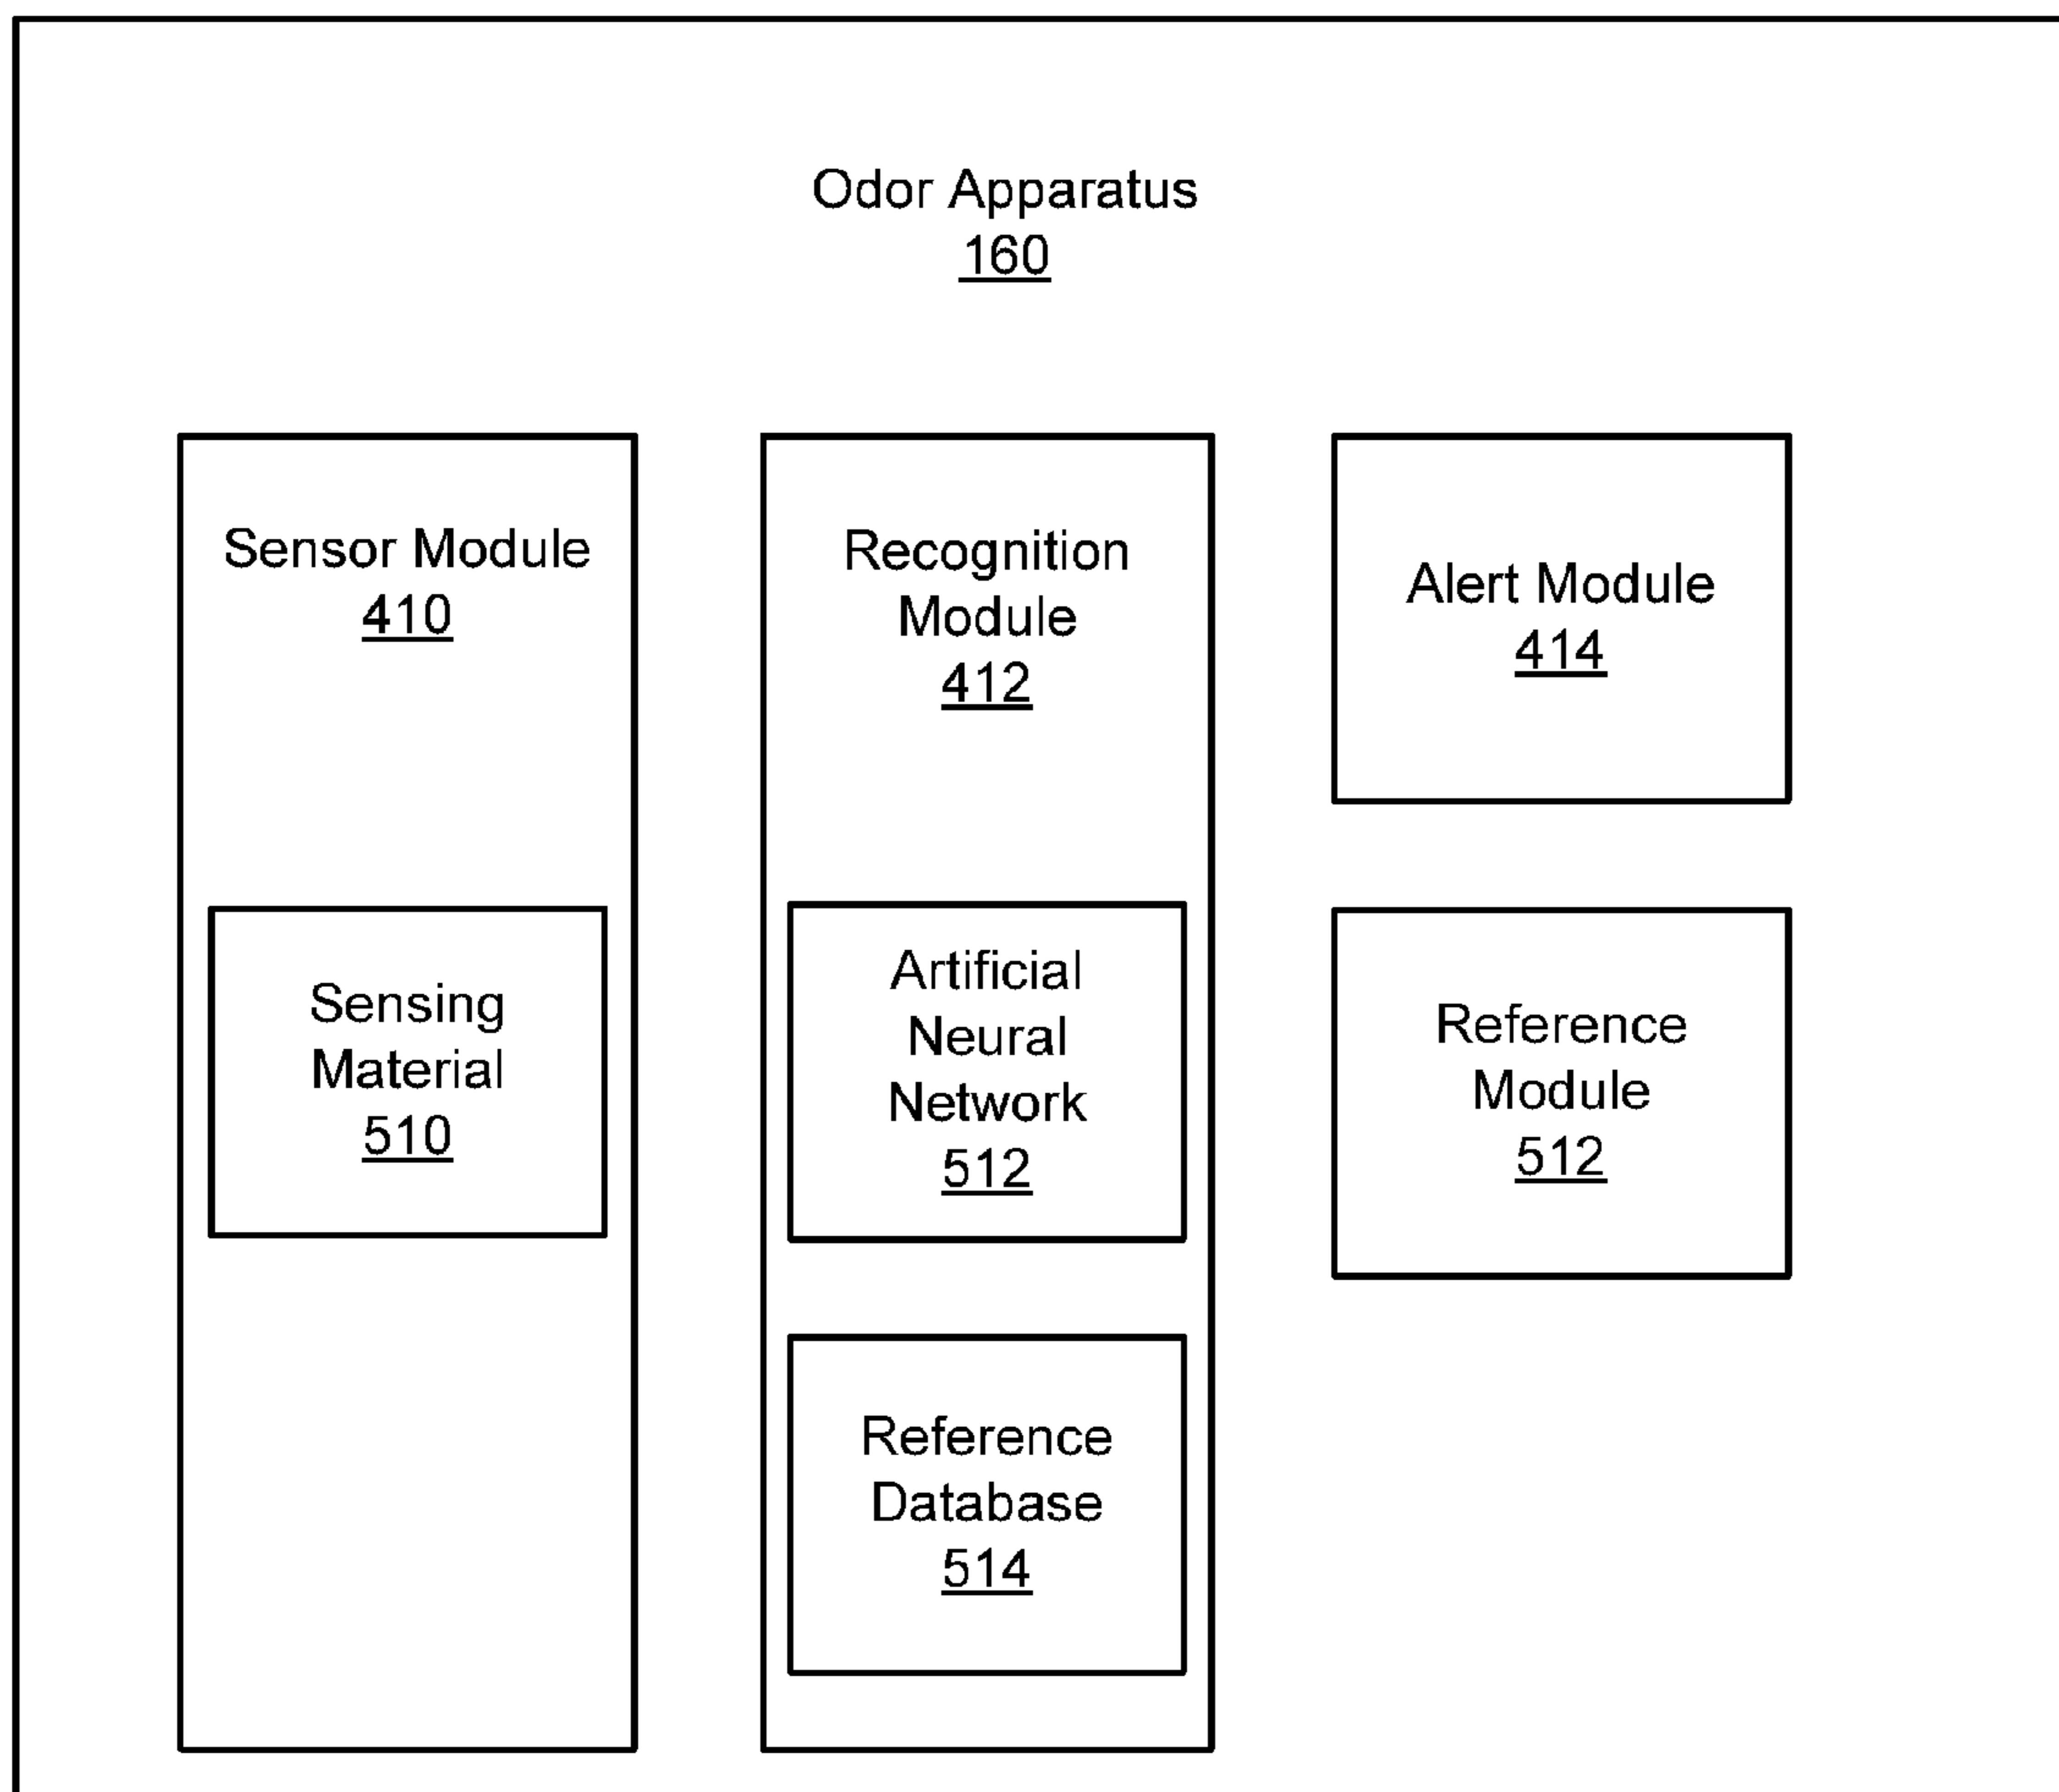 Odor Apparatus
160
Sensor Module
410
Sensing
Material
510
Recognition
Module
412
Artificial
Neural
Network
512
Reference
Database
514
Alert Module
414
Reference
Module
512